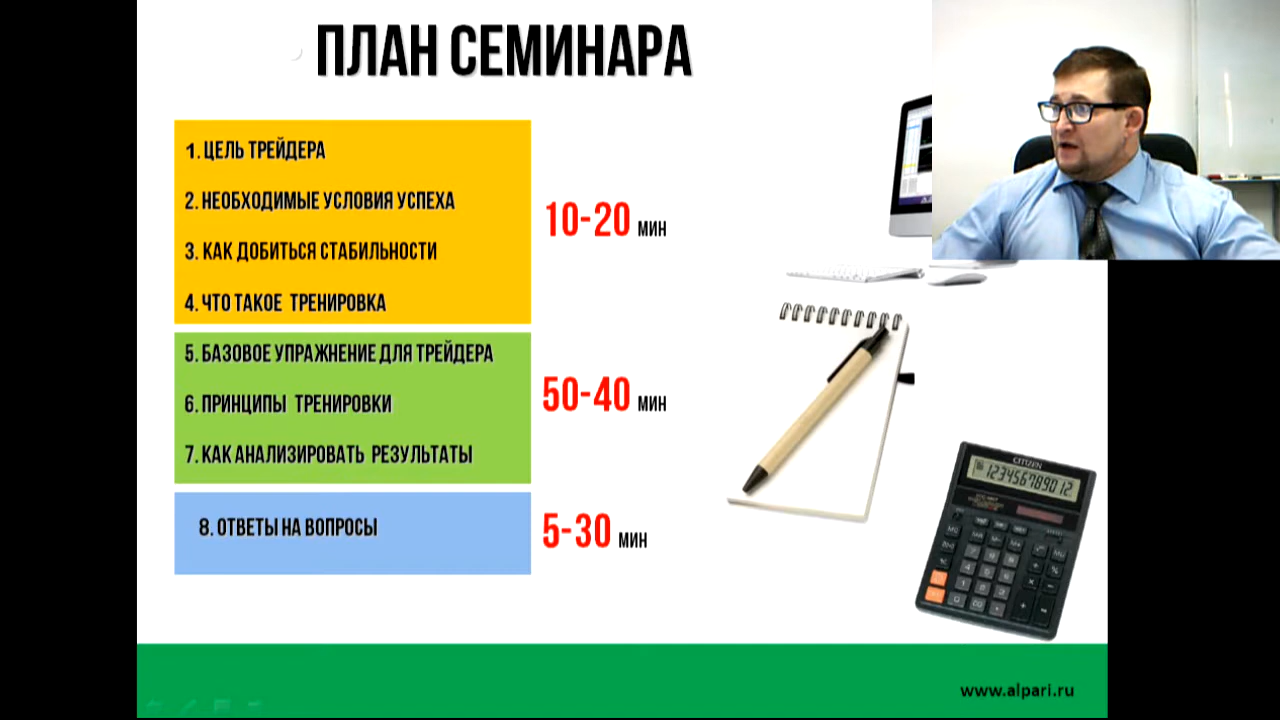 ПЛАН СЕМИНАРА
1. ЦЕЛЬ ТРЕЙДЕРА
2. НЕОБХОДИМЫЕ УСЛОВИЯ УСПЕХА
3. КАК ДОБИТЬСЯ СТАБИЛЬНОСТИ
4. ЧТО ТАКОЕ ТРЕНИРОВКА
10-20 мин
5. БАЗОВОЕ УПРАЖНЕНИЕ ДЛЯ ТРЕЙДЕРА
6. ПРИНЦИПЫ ТРЕНИРОВКИ
7. КАК АНАЛИЗИРОВАТЬ РЕЗУЛЬТАТЫ
50-40 мин
8. ОТВЕТЫ НА ВОПРОСЫ
5-30 мин
CITIZEN
123456789012
www.alpari.ru